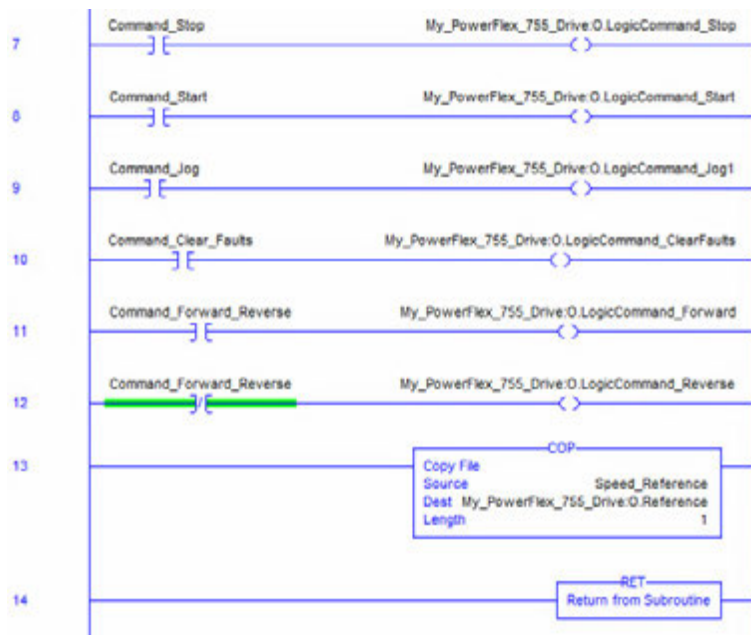 Command_Stop My_PowerFlex_755_Drive:O.LogicCommand_Stop
7
Command_Start My_PowerFlex_755_Drive:O.LogicCommand_Start
8
Command_Jog My_PowerFlex_755_Drive:O.LogicCommand_Jog1
9
Command_Clear_Faults My_PowerFlex_755_Drive:O.LogicCommand_ClearFaults
10
Command_Forward_Reverse My_PowerFlex_755_Drive:O.LogicCommand_Forward
11
Command_Forward_Reverse My_PowerFlex_755_Drive:O.LogicCommand_Reverse
12
COP
13
Copy File
Source Speed_Reference
Dest My_PowerFlex_755_Drive:O.Reference
Length 1
RET
14 Return from Subroutine